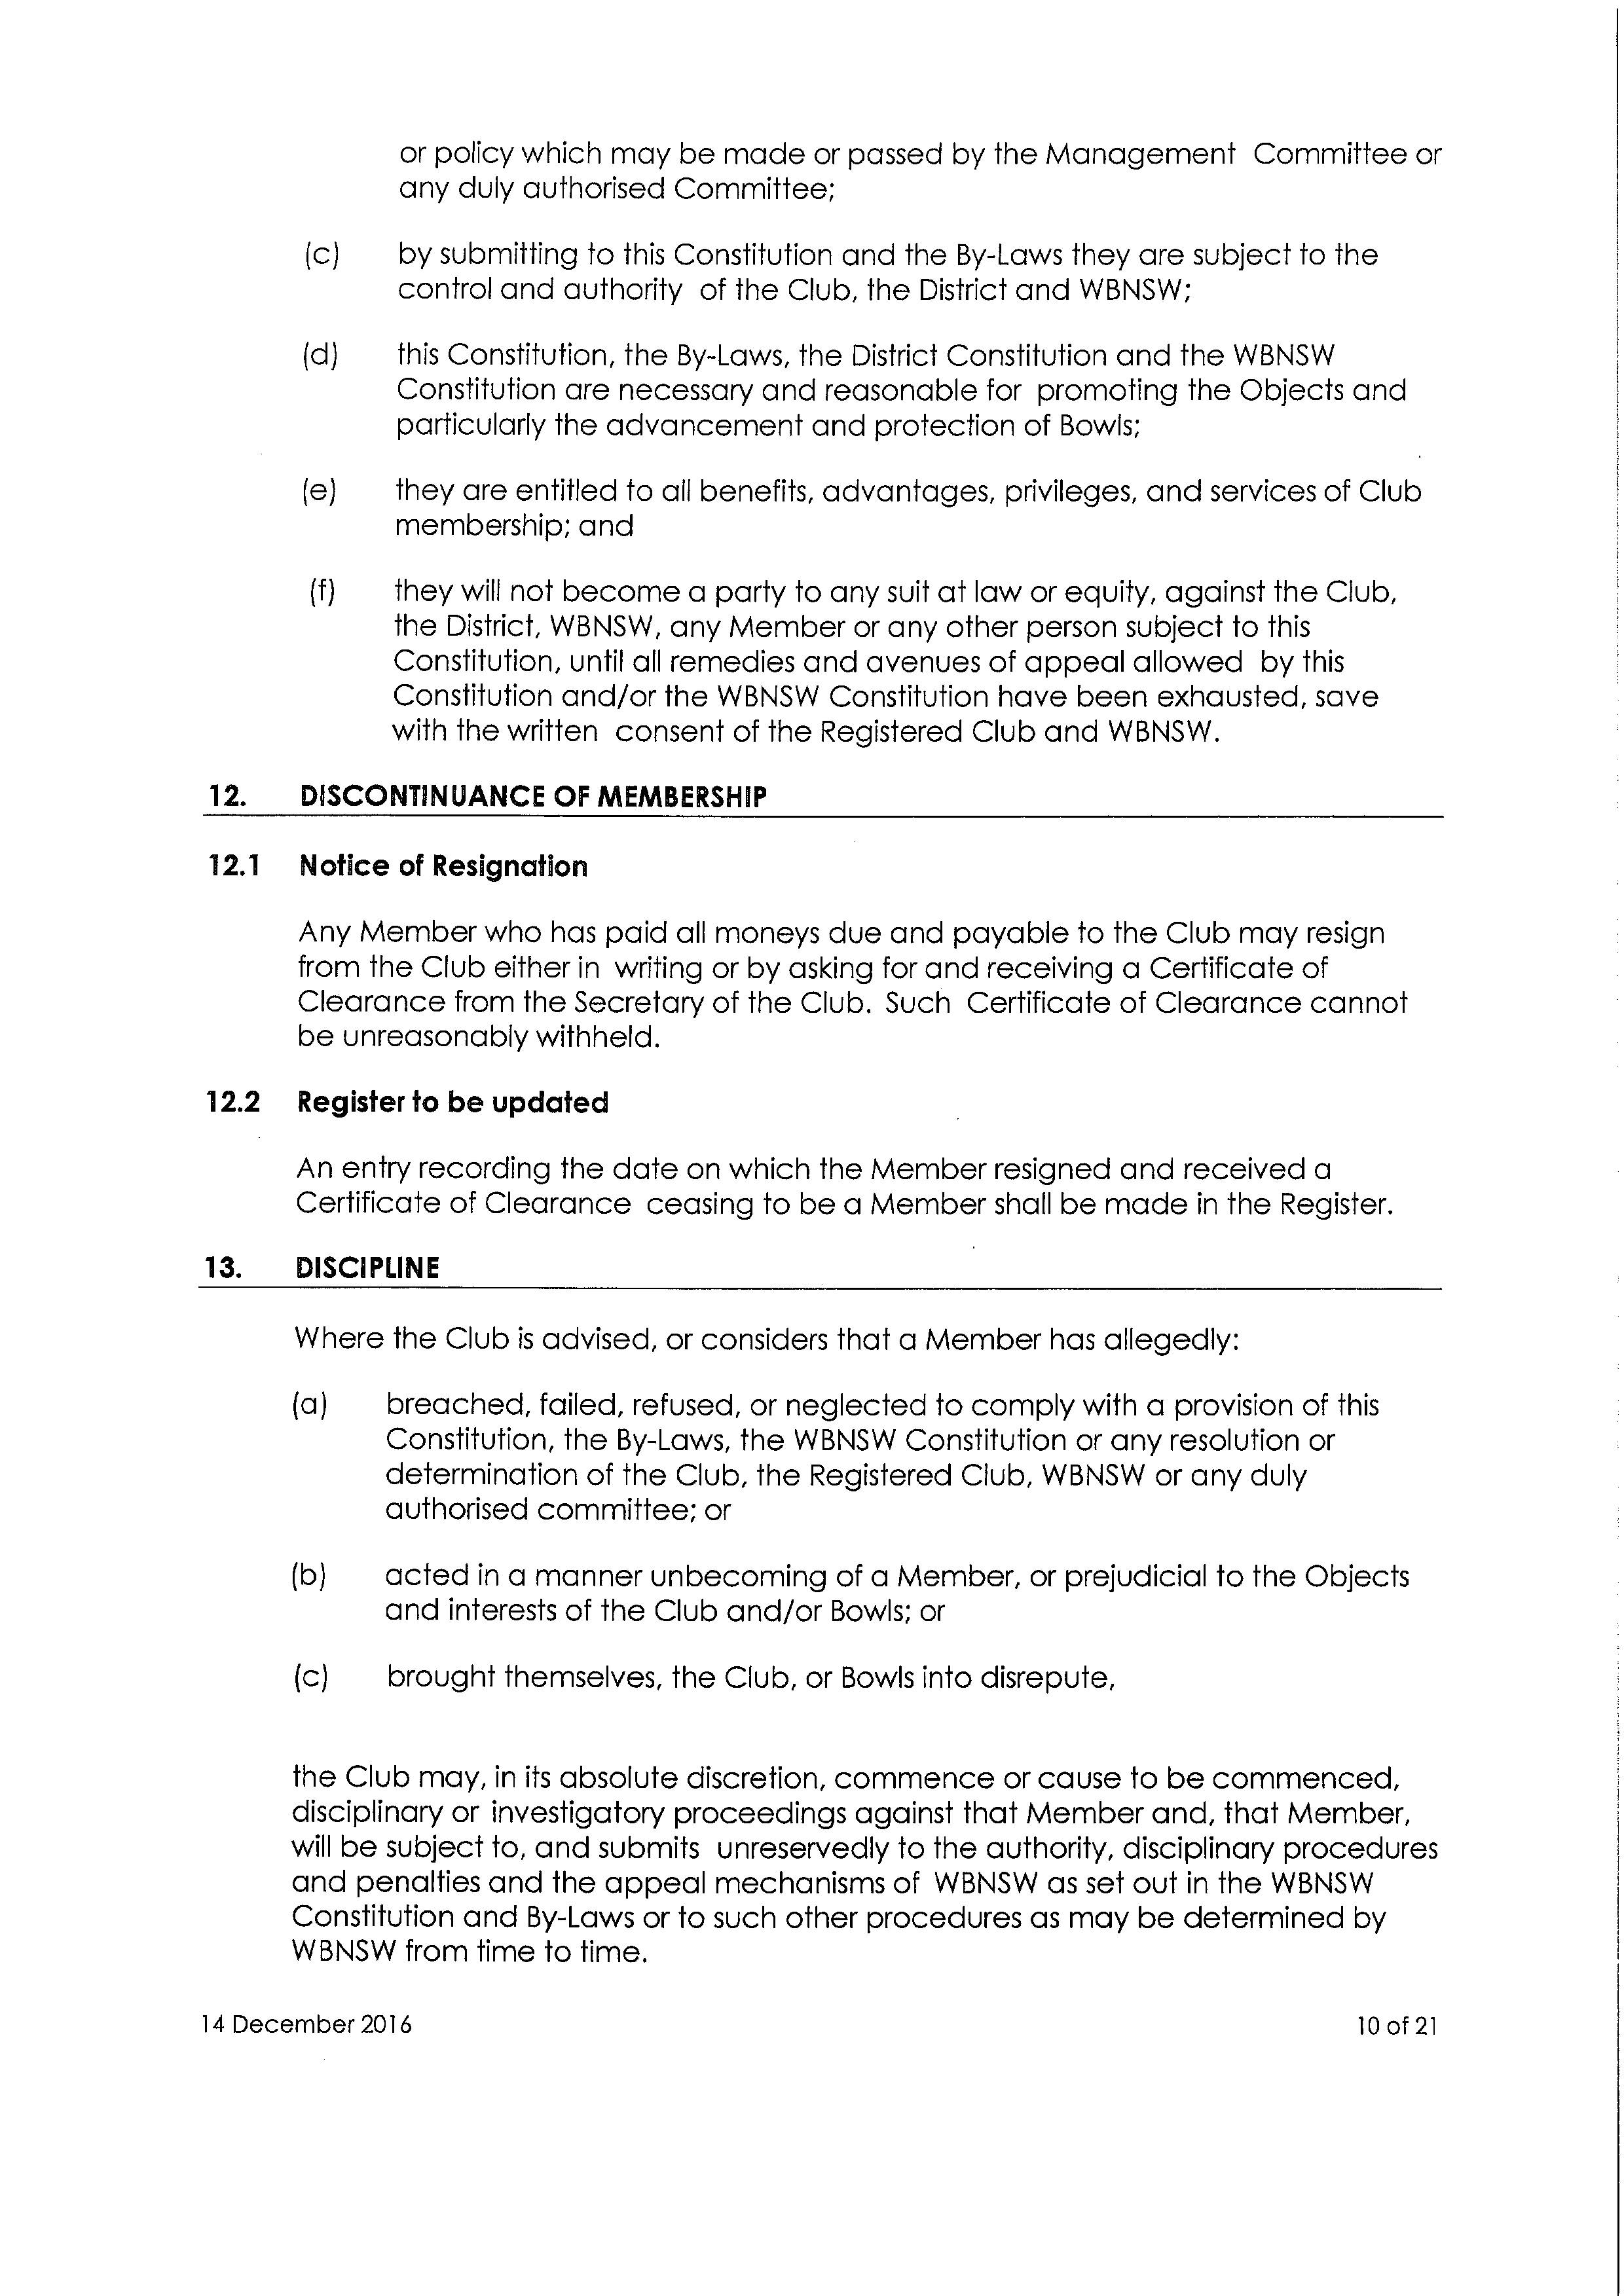 or policy which may be made or passed by the Management Committee or
any duly authorised Committee;
(c) by submitting to this Constitution and the By-Laws they are subject to the
control and authority of the Club, the District and WBNSW;
(d) this Constitution, the By-Laws, the District Constitution and the WBNSW
Constitution are necessary and reasonable for promoting the Objects and
particularly the advancement and protection of Bowls;
(e) they are entitled to all benefits, advantages, privileges, and services of Club
membership; and
(f) they will not become a party to any suit at law or equity, against the Club,
the District, WBNSW, any Member or any other person subject to this
Constitution, until all remedies and avenues of appeal allowed by this
Constitution and/or the WBNSW Constitution have been exhausted, save
with the written consent of the Registered Club and WBNSW.
12. DISCONTINUANCE OF MEMBERSHIP
12.1 Notice of Resignation
Any Member who has paid all moneys due and payable to the Club may resign
from the Club either in writing or by asking for and receiving a Certificate of
Clearance from the Secretary of the Club. Such Certificate of Clearance cannot
be unreasonably withheld.
12.2 Register to be updated
An entry recording the date on which the Member resigned and received a
Certificate of Clearance ceasing to be a Member shall be made in the Register.
13. DISCIPLINE
Where the Club is advised, or considers that a Member has allegedly:
(a) breached, failed, refused, or neglected to comply with a provision of this
Constitution, the By-Laws, the WBNSW Constitution or any resolution or
determination of the Club, the Registered Club, WBNSW or any duly
authorised committee; or
(b) acted in a manner unbecoming of a Member, or prejudicial to the Objects
and interests of the Club and/or Bowls; or
(c) brought themselves, the Club, or Bowls into disrepute,
the Club may, in its absolute discretion, commence or cause to be commenced,
disciplinary or investigatory proceedings against that Member and, that Member,
will be subject to, and submits unreservedly to the authority, disciplinary procedures
and penalties and the appeal mechanisms of WBNSW as set out in the WBNSW
Constitution and By-Laws or to such other procedures as may be determined by
WBNSW from time to time.
14 December 2016 10 of 21